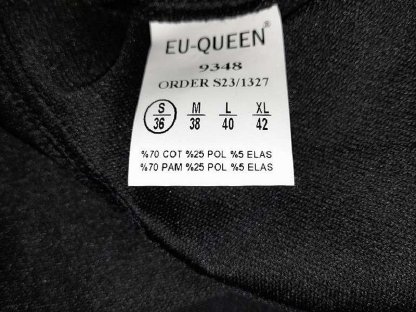 EU-QUEEN®
9348
ORDER S23/1327
S M L XL
36 38 40 42
%70 COT %25 POL %5 ELAS
%70 PAM %25 POL %5 ELAS